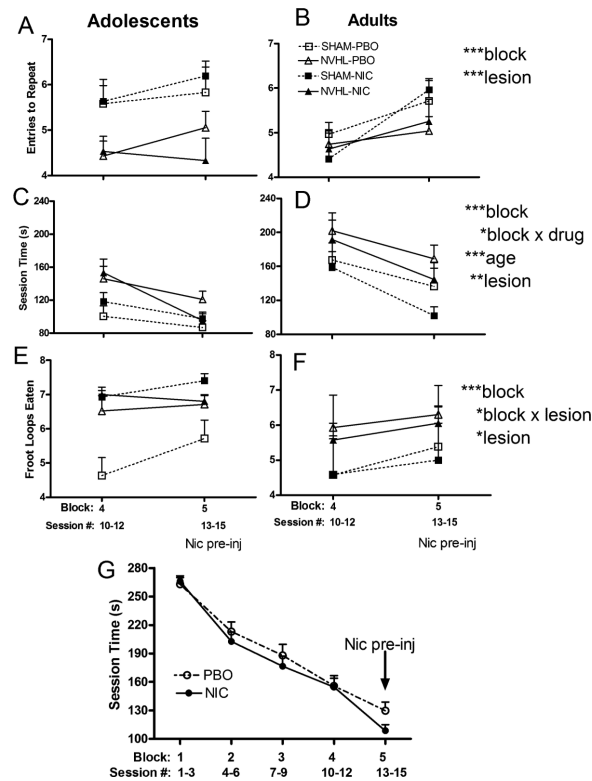 Adolescents
Adults
A
Entries to Repeat
7
6
5
4
B
7
6
5
4
SHAM-PBO
NVHL-PBO
SHAM-NIC
NVHL-NIC
***block
***lesion
C
Session Time (s)
240
200
160
120
80
D
240
200
160
120
80
***block
*block x drug
***age
**lesion
E
Froot Loops Eaten
8
7
6
5
4
F
8
7
6
5
4
***block
*block x lesion
*lesion
Block: 4 5
Session #: 10-12 13-15
Nic pre-inj
4 5
10-12 13-15
Nic pre-inj
G
Session Time (s)
280
240
200
160
130
100
Nic pre-inj
PBO
NIC
Block: 1 2 3 4 5
Session #: 1-3 4-6 7-9 10-12 13-15